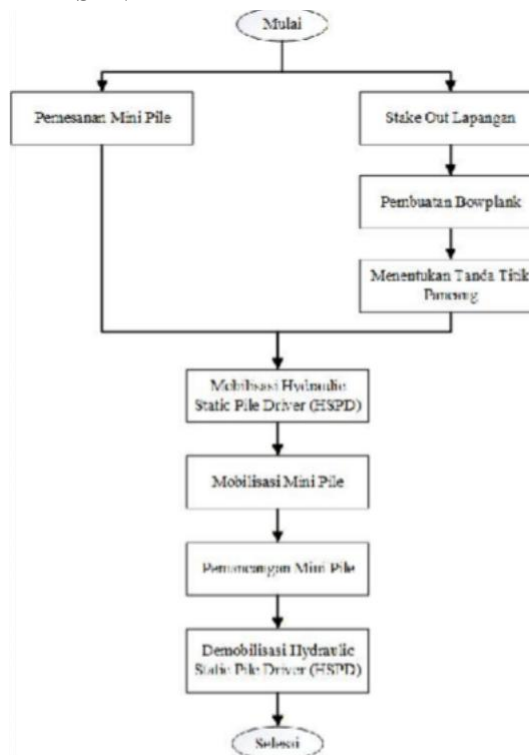 Mulai
Pemesanan Mini Pile
Stake Out Lapangan
Pembuatan Bowplank
Menentukan Tanda Titik
Pancang
Mobilisasi Hydraulic
Static Pile Driver (HSPD)
Mobilisasi Mini Pile
Pemancangan Mini Pile
Demobilisasi Hydraulic
Static Pile Driver (HSPD)
Selesai